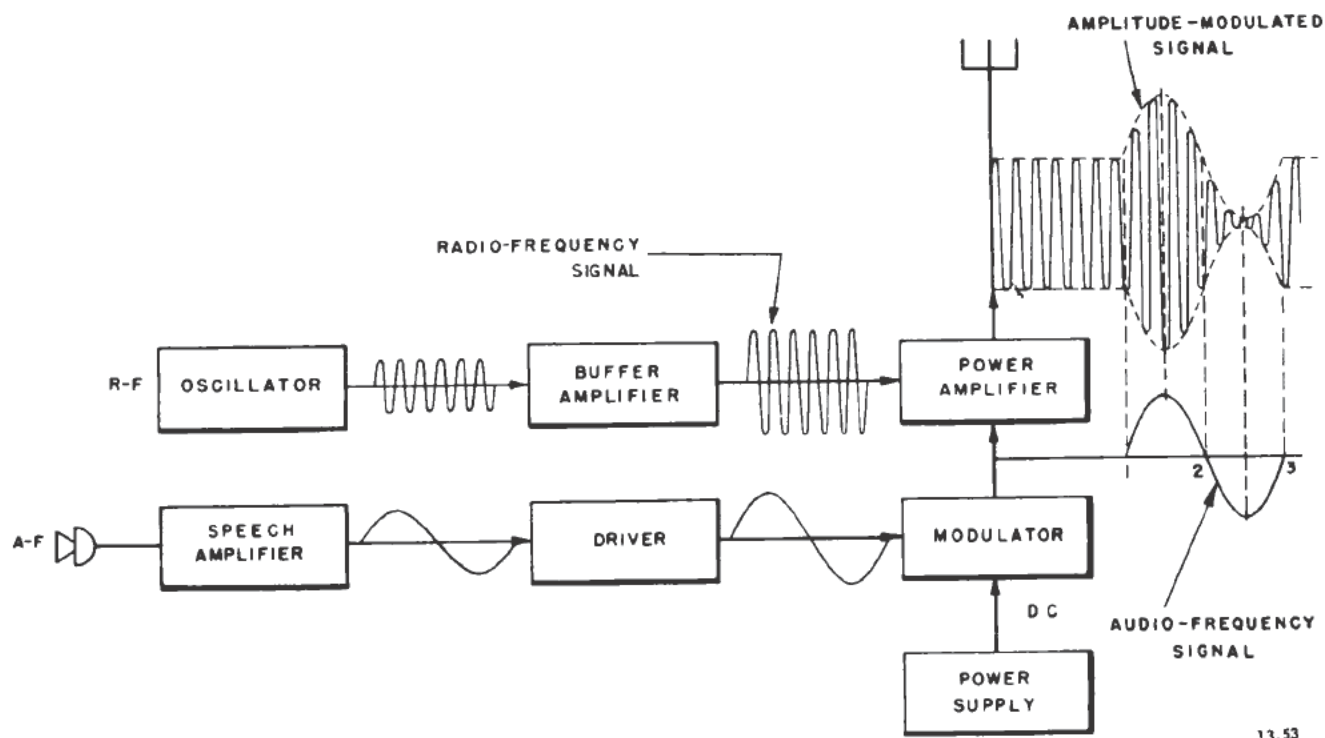 AMPLITUDE-MODULATED
SIGNAL
RADIO-FREQUENCY
SIGNAL
R-F
OSCILLATOR
BUFFER
AMPLIFIER
POWER
AMPLIFIER
2
3
A-F
SPEECH
AMPLIFIER
DRIVER
MODULATOR
DC
AUDIO-FREQUENCY
SIGNAL
POWER
SUPPLY
13.53